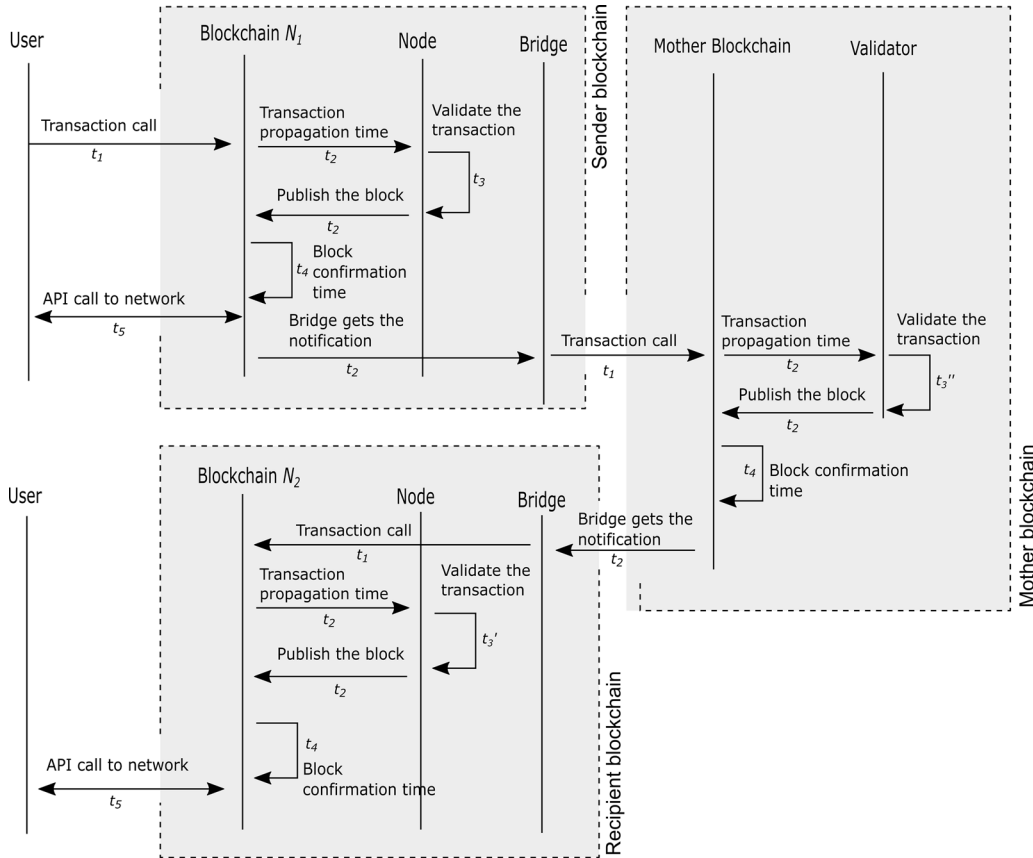 User
Blockchain N1
Node
Bridge
Sender blockchain
Transaction call
t1
Transaction
propagation time
t2
Validate the
transaction
t3
Publish the block
t2
t4
Block
confirmation
time
API call to network
t5
Bridge gets the
notification
t2
Mother Blockchain
Validator
Transaction call
t1
Transaction
propagation time
t2
Validate the
transaction
t3''
Publish the block
t2
t4
Block confirmation
time
Bridge gets the
notification
t2
Mother blockchain
User
Blockchain N2
Node
Bridge
Transaction call
t1
Transaction
propagation time
t2
Validate the
transaction
t3'
Publish the block
t2
t4
Block
confirmation time
API call to network
t5
Recipient blockchain